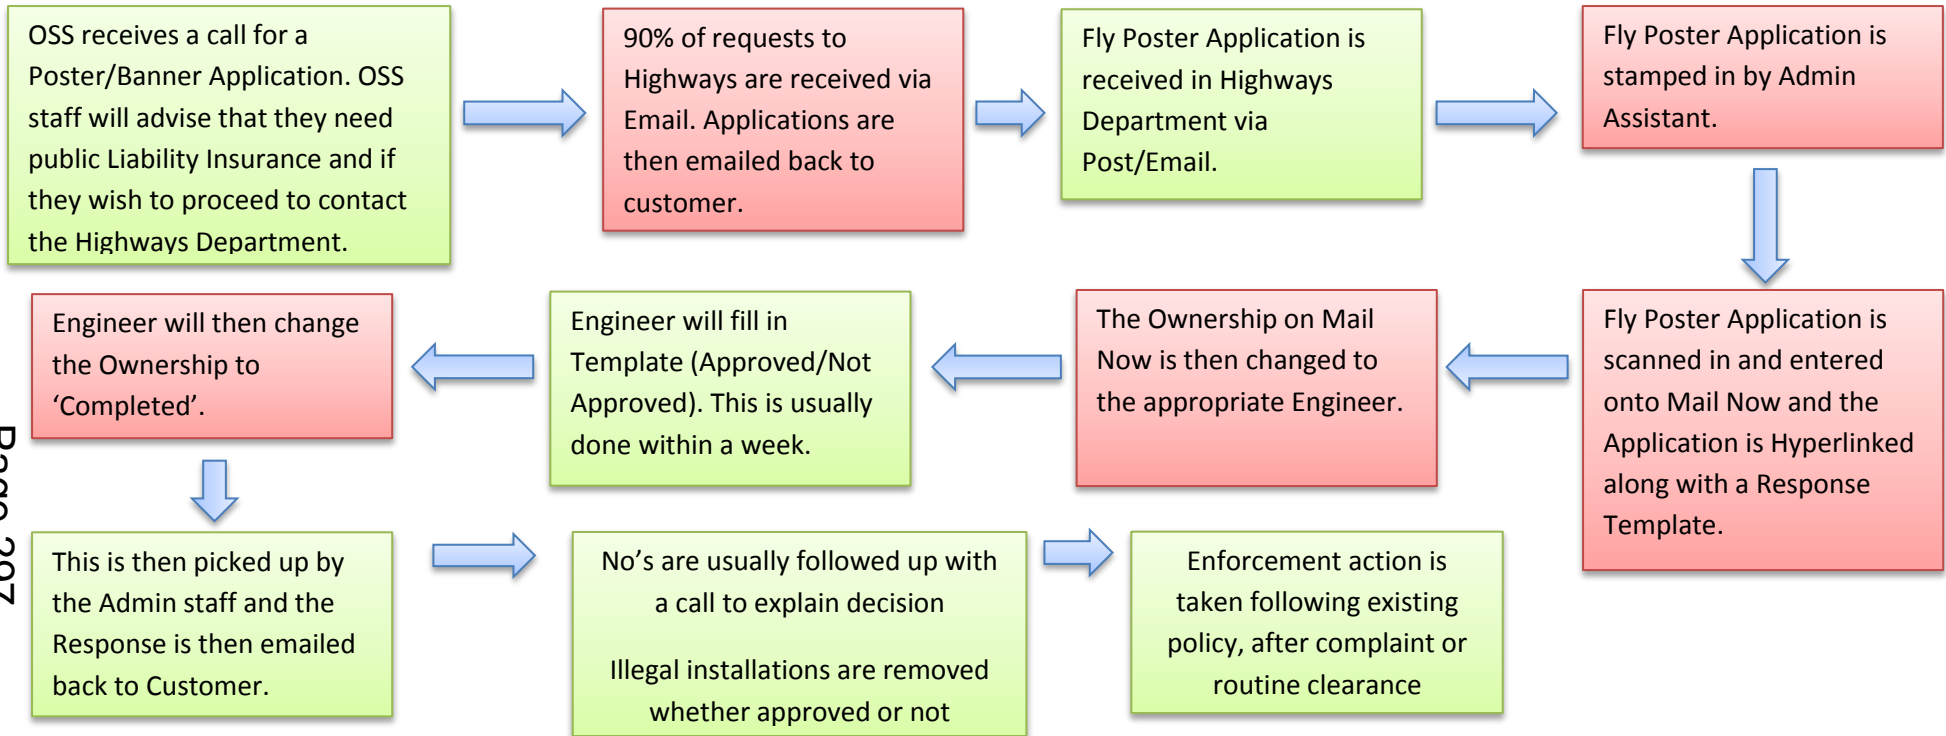 OSS receives a call for a
Poster/Banner Application. OSS
staff will advise that they need
public Liability Insurance and if
they wish to proceed to contact
the Highways Department.
90% of requests to
Highways are received via
Email. Applications are
then emailed back to
customer.
Fly Poster Application is
received in Highways
Department via
Post/Email.
Fly Poster Application is
stamped in by Admin
Assistant.
Fly Poster Application is
scanned in and entered
onto Mail Now and the
Application is Hyperlinked
along with a Response
Template.
The Ownership on Mail
Now is then changed to
the appropriate Engineer.
Engineer will fill in
Template (Approved/Not
Approved). This is usually
done within a week.
Engineer will then change
the Ownership to
‘Completed’.
This is then picked up by
the Admin staff and the
Response is then emailed
back to Customer.
No’s are usually followed up with
a call to explain decision
Illegal installations are removed
whether approved or not
Enforcement action is
taken following existing
policy, after complaint or
routine clearance
Page 297